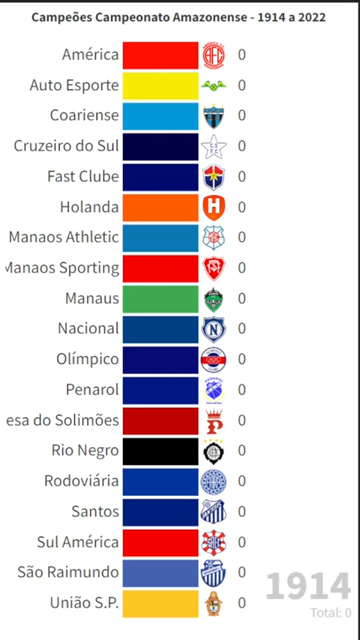 Campeões Campeonato Amazonense - 1914 a 2022
América 0
Auto Esporte 0
Coariense 0
Cruzeiro do Sul 0
Fast Clube 0
Holanda H 0
Manaos Athletic 0
Manaos Sporting 0
Manaus 0
Nacional N 0
Olímpico 0
Penarol 0
esa do Solimões P 0
Rio Negro 0
Rodoviária 0
Santos 0
Sul América 0
São Raimundo 0
União S.P. 0
1914
Total: 0